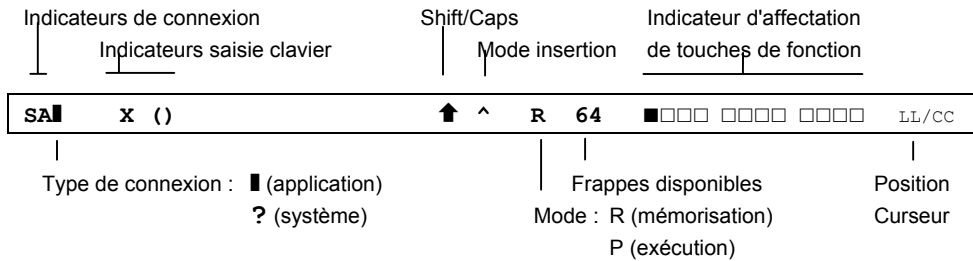 Indicateurs de connexion Shift/Caps Indicateur d'affectation
Indicateurs saisie clavier Mode insertion de touches de fonction
SA▮ X () ⬆ ^ R 64 ■□□□ □□□□ □□□□ LL/CC
Type de connexion : ▮ (application) Frappes disponibles Position
? (système) Mode : R (mémorisation) Curseur
P (exécution)